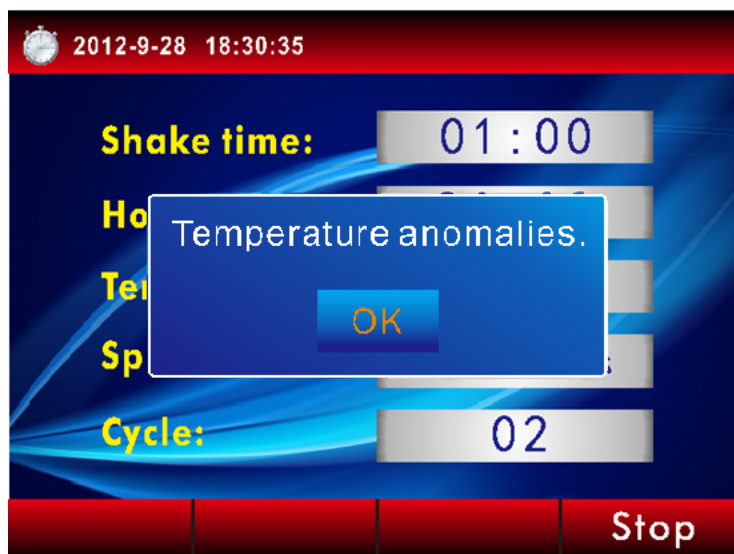 2012-9-28 18:30:35
Shake time: 01:00
Temperature anomalies.
OK
Cycle: 02
Stop